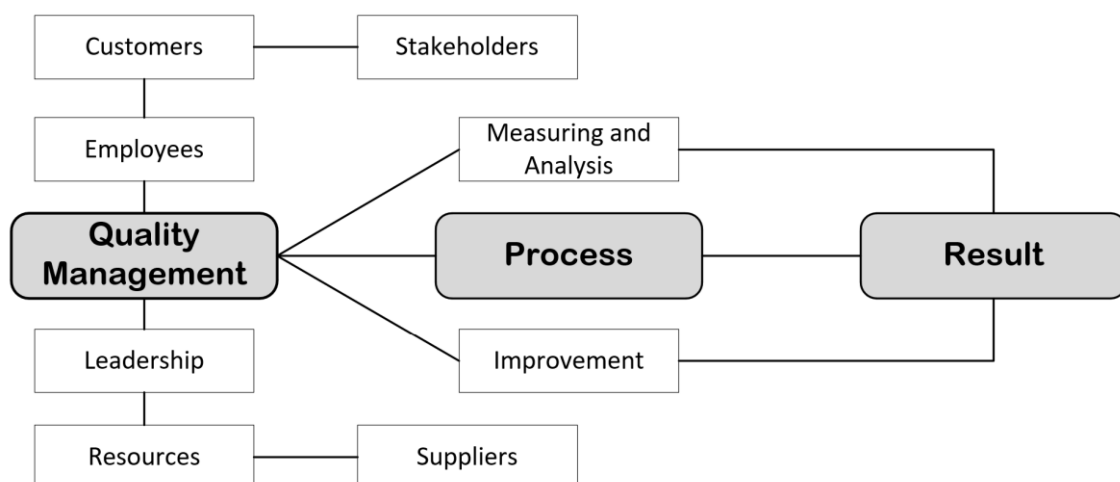 Customers
Stakeholders
Employees
Measuring and
Analysis
Quality
Management
Process
Result
Leadership
Improvement
Resources
Suppliers